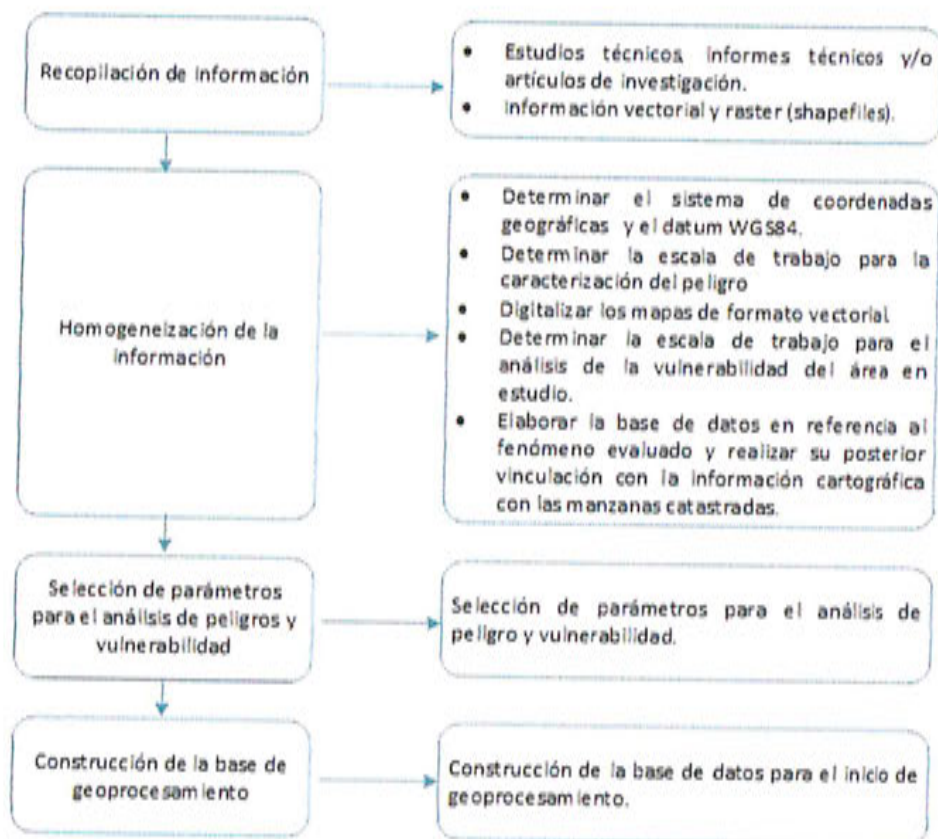 Recopilación de información
• Estudios técnicos, informes técnicos y/o
artículos de investigación.
• Información vectorial y raster (shapefiles).
Homogeneización de la
información
• Determinar el sistema de coordenadas
geográficas y el datum WGS84.
• Determinar la escala de trabajo para la
caracterización del peligro
• Digitalizar los mapas de formato vectorial
• Determinar la escala de trabajo para el
análisis de la vulnerabilidad del área en
estudio.
• Elaborar la base de datos en referencia al
fenómeno evaluado y realizar su posterior
vinculación con la información cartográfica
con las manzanas catastradas.
Selección de parámetros
para el análisis de peligros y
vulnerabilidad
Selección de parámetros para el análisis de
peligro y vulnerabilidad.
Construcción de la base de
geoprocesamiento
Construcción de la base de datos para el inicio de
geoprocesamiento.